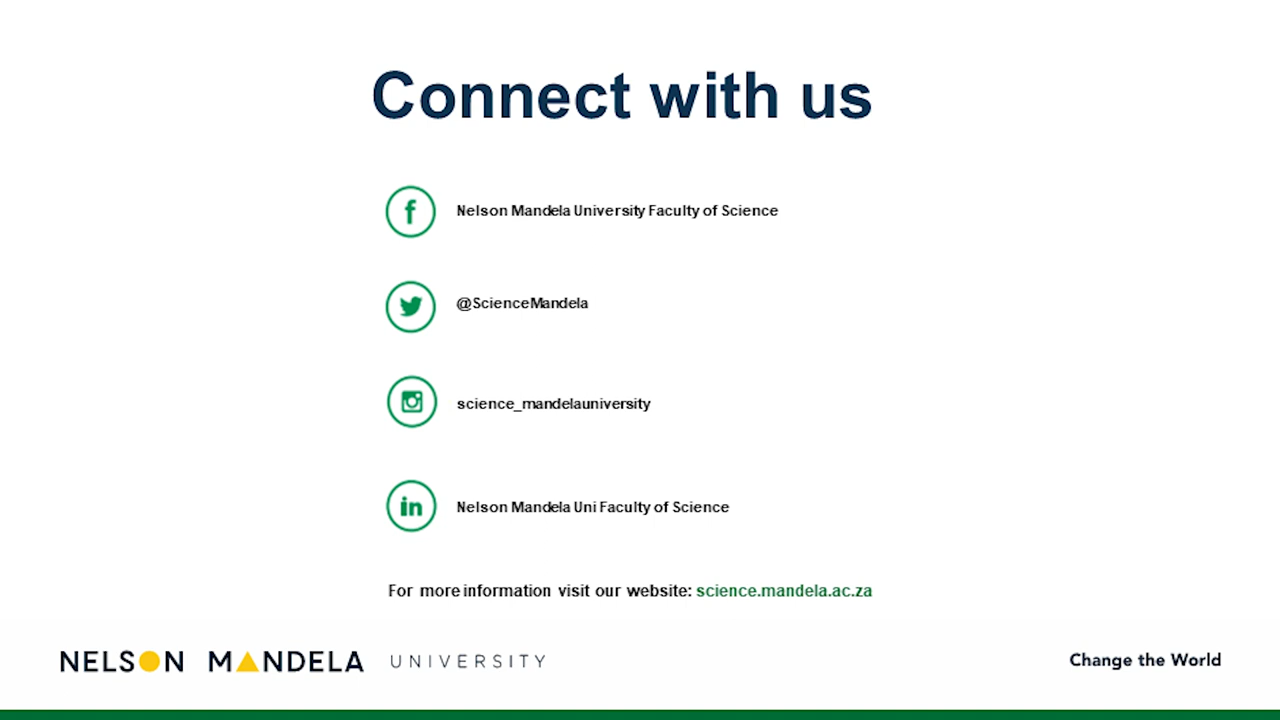 Connect with us
Nelson Mandela University Faculty of Science
@ScienceMandela
science_mandelauniversity
Nelson Mandela Uni Faculty of Science
For more information visit our website: science.mandela.ac.za
NELSON MANDELA UNIVERSITY
Change the World